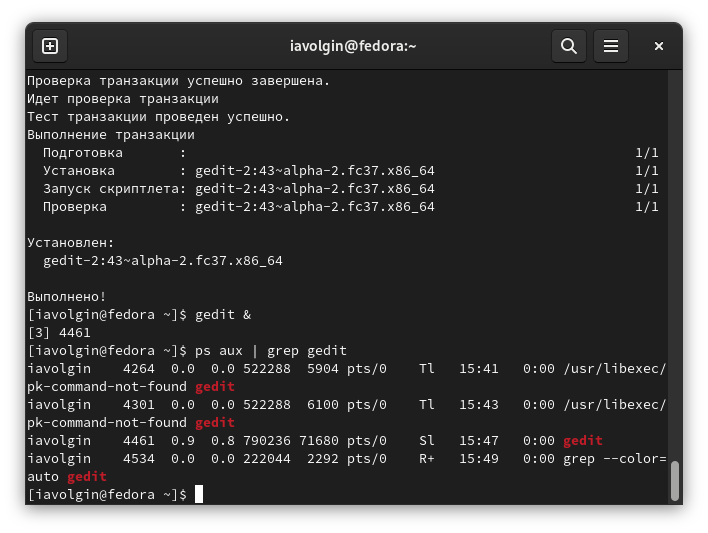 iavolgin@fedora:~
Проверка транзакции успешно завершена.
Идет проверка транзакции
Тест транзакции проведен успешно.
Выполнение транзакции
  Подготовка       :                                                        1/1
  Установка        : gedit-2:43~alpha-2.fc37.x86_64                         1/1
  Запуск скриптлета: gedit-2:43~alpha-2.fc37.x86_64                         1/1
  Проверка         : gedit-2:43~alpha-2.fc37.x86_64                         1/1
Установлен:
  gedit-2:43~alpha-2.fc37.x86_64
Выполнено!
[iavolgin@fedora ~]$ gedit &
[3] 4461
[iavolgin@fedora ~]$ ps aux | grep gedit
iavolgin    4264  0.0  0.0 522288  5904 pts/0    Tl   15:41   0:00 /usr/libexec/
pk-command-not-found gedit
iavolgin    4301  0.0  0.0 522288  6100 pts/0    Tl   15:43   0:00 /usr/libexec/
pk-command-not-found gedit
iavolgin    4461  0.9  0.8 790236 71680 pts/0    Sl   15:47   0:00 gedit
iavolgin    4534  0.0  0.0 222044  2292 pts/0    R+   15:49   0:00 grep --color=
auto gedit
[iavolgin@fedora ~]$